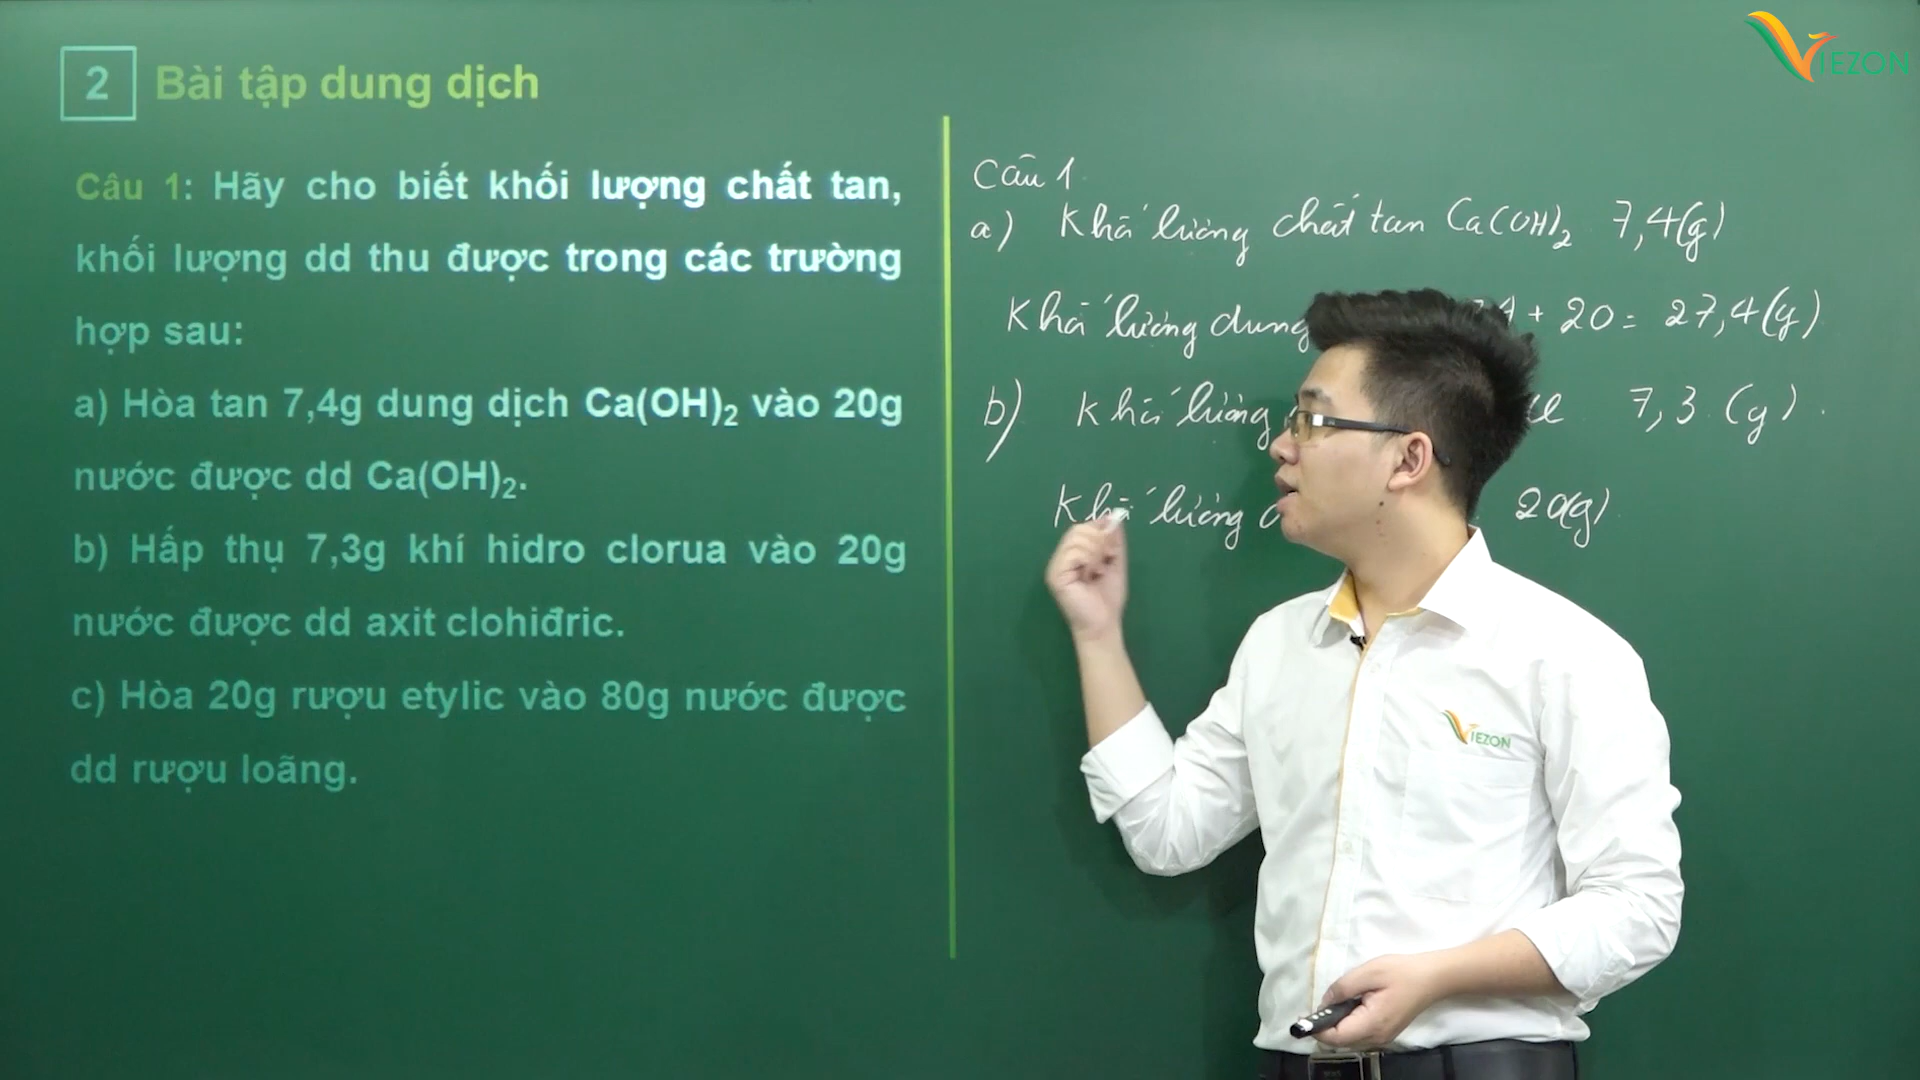 VIEZON
2 Bài tập dung dịch
Câu 1: Hãy cho biết khối lượng chất tan,
khối lượng dd thu được trong các trường
hợp sau:
a) Hòa tan 7,4g dung dịch Ca(OH)₂ vào 20g
nước được dd Ca(OH)₂.
b) Hấp thụ 7,3g khí hidro clorua vào 20g
nước được dd axit clohiđric.
c) Hòa 20g rượu etylic vào 80g nước được
dd rượu loãng.
Câu 1
a) Khối lượng chất tan Ca(OH)₂ 7,4(g)
Khối lượng dung + 20 = 27,4(g)
b) Khối lượng 7,3 (g).
Khối lượng 20(g)
VIEZON